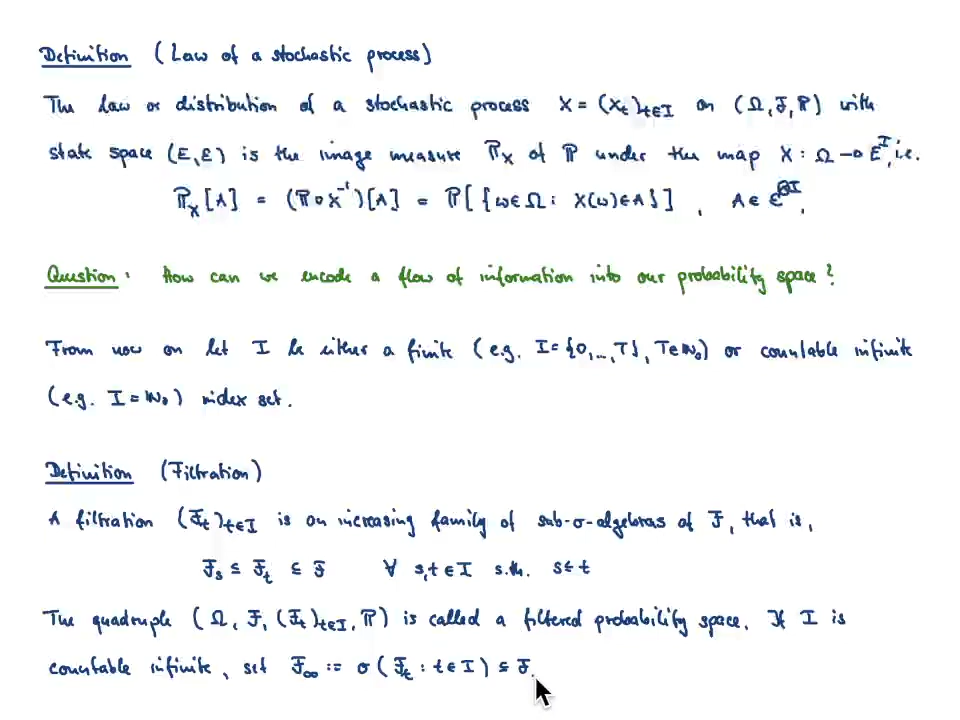 Definition (Law of a stochastic process)
The law or distribution of a stochastic process X = (X_t)_{t∈I} on (Ω, ℱ, ℙ) with
state space (E, ℰ) is the image measure ℙ_X of ℙ under the map X : Ω → E^I, i.e.
ℙ_X[A] = (ℙ∘X^{-1})[A] = ℙ[{ω∈Ω : X(ω)∈A}], A ∈ ℰ^{⊗I}.
Question: How can we encode a flow of information into our probability space?
From now on let I be either a finite (e.g. I = {0,...,T}, T∈ℕ₀) or countable infinite
(e.g. I = ℕ₀) index set.
Definition (Filtration)
A filtration (ℱ_t)_{t∈I} is an increasing family of sub-σ-algebras of ℱ, that is,
ℱ_s ⊆ ℱ_t ⊆ ℱ ∀ s,t ∈ I s.th. s ≤ t
The quadruple (Ω, ℱ, (ℱ_t)_{t∈I}, ℙ) is called a filtered probability space. If I is
countable infinite, set ℱ_∞ := σ(ℱ_t : t∈I) ⊆ ℱ.